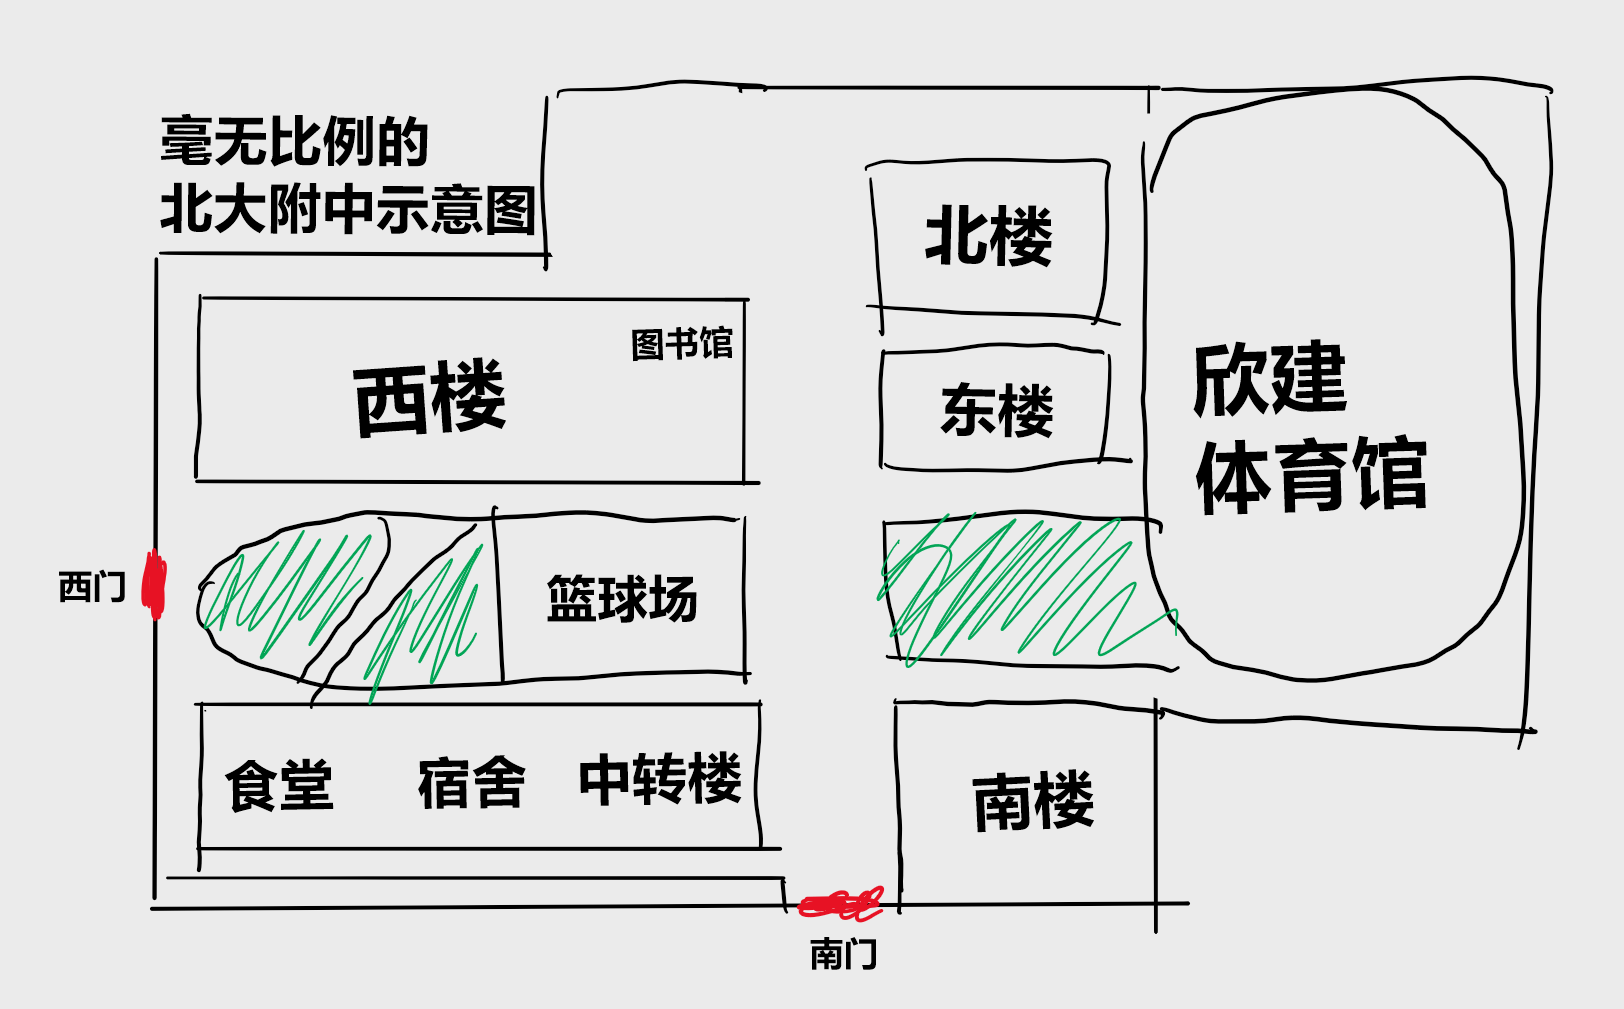 毫无比例的
北大附中示意图
北楼
图书馆
西楼
东楼
欣建
体育馆
西门
篮球场
食堂
宿舍
中转楼
南楼
南门